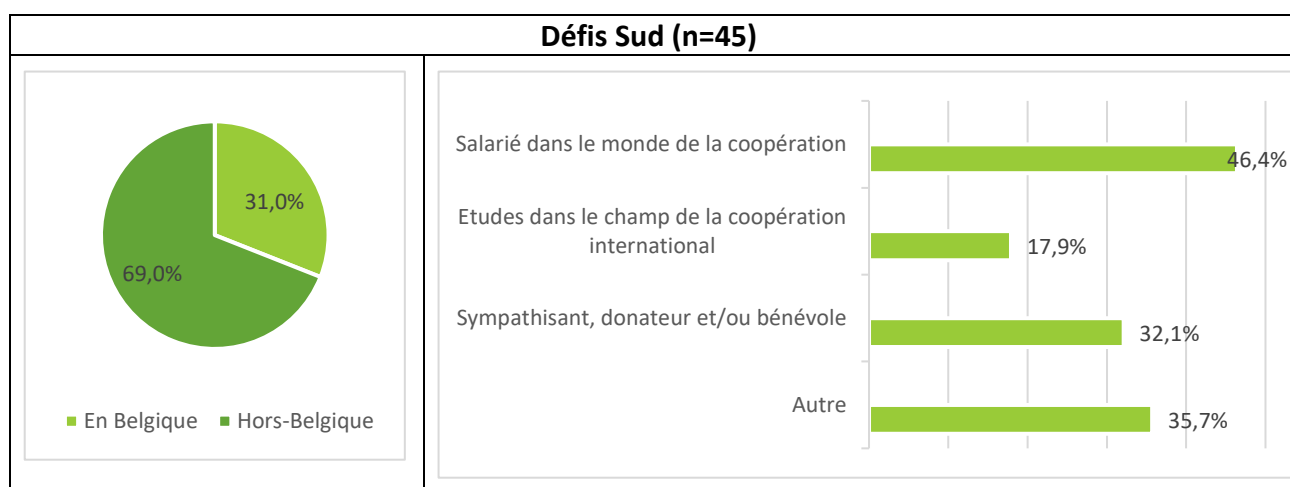 Défis Sud (n=45)
31,0%
69,0%
En Belgique Hors-Belgique
Salarié dans le monde de la coopération
46,4%
Etudes dans le champ de la coopération
international
17,9%
Sympathisant, donateur et/ou bénévole
32,1%
Autre
35,7%